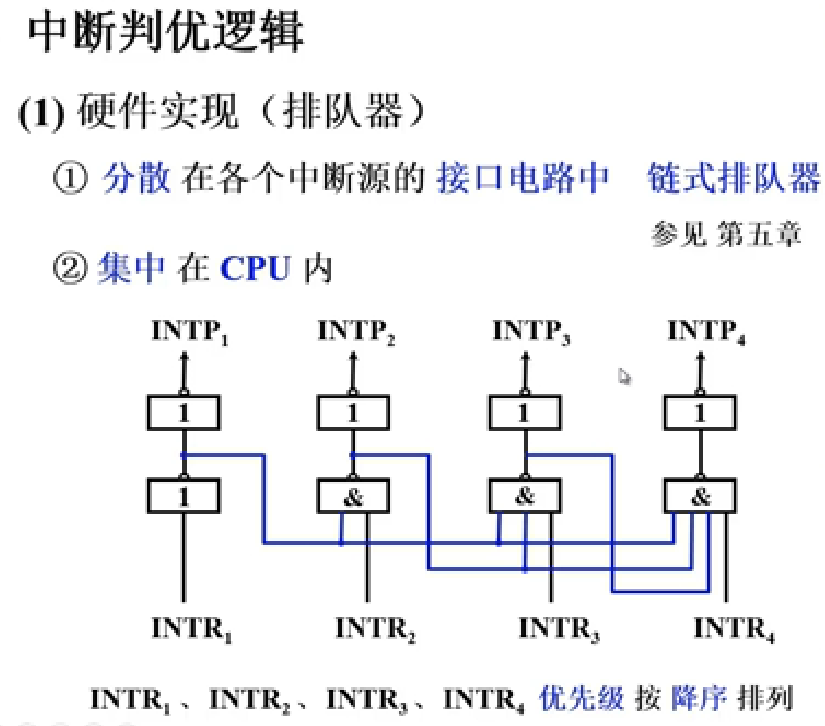 中断判优逻辑
(1) 硬件实现（排队器）
① 分散 在各个中断源的 接口电路中 链式排队器
参见 第五章
② 集中 在 CPU 内
INTP₁ INTP₂ INTP₃ INTP₄
1 1 1 1
1 & & &
INTR₁ INTR₂ INTR₃ INTR₄
INTR₁、INTR₂、INTR₃、INTR₄ 优先级 按 降序 排列